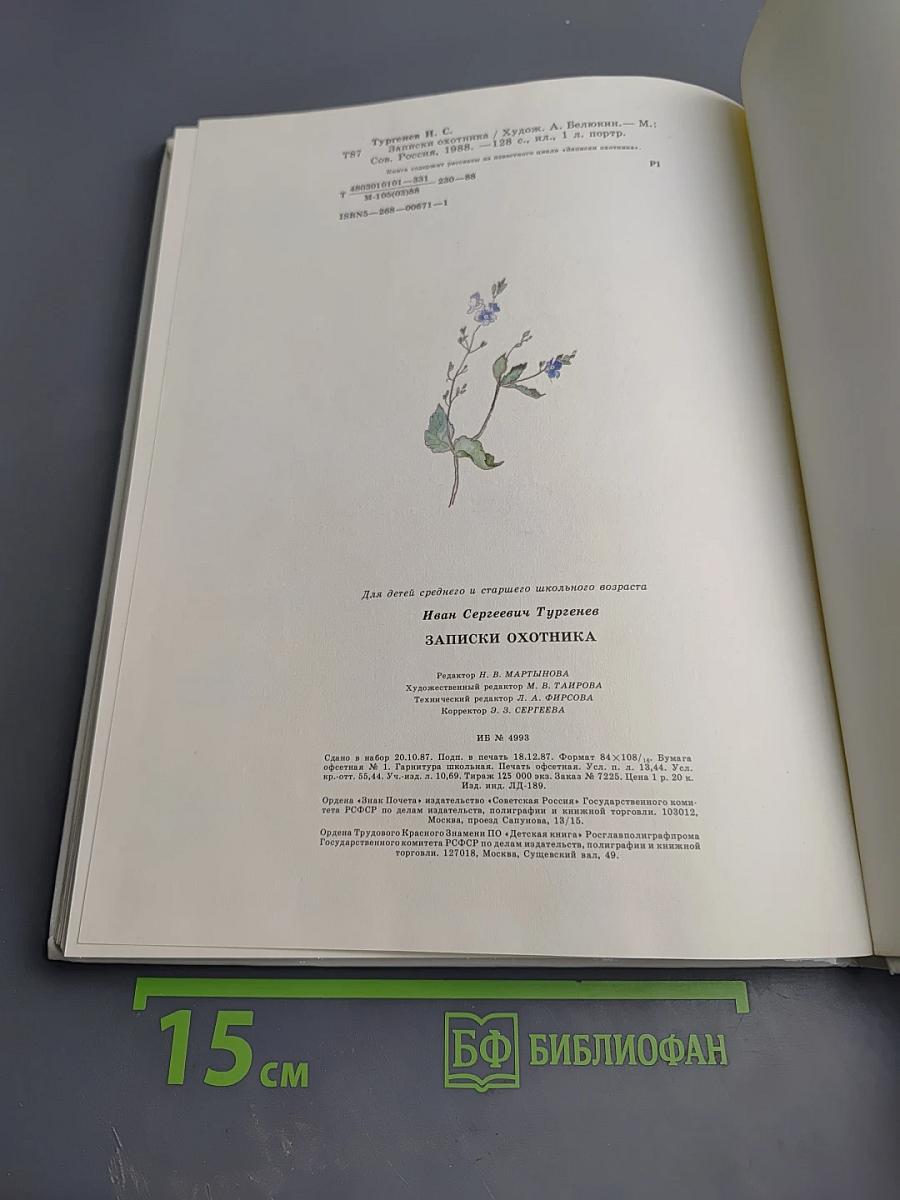 Тургенев И. С.
Т87 Записки охотника / Худож. А. Белюкин.— М.:
Сов. Россия, 1988. —128 с., ил., 1 л. портр.
Книга содержит рассказы из известного цикла «Записки охотника».
Р1
Т 4803010101—331 230—88
М-105(03)88
ISBN5—268—00671—1
Для детей среднего и старшего школьного возраста
Иван Сергеевич Тургенев
ЗАПИСКИ ОХОТНИКА
Редактор Н. В. МАРТЫНОВА
Художественный редактор М. В. ТАИРОВА
Технический редактор Л. А. ФИРСОВА
Корректор Э. З. СЕРГЕЕВА
ИБ № 4993
Сдано в набор 20.10.87. Подп. в печать 18.12.87. Формат 84×108/16. Бумага
офсетная № 1. Гарнитура школьная. Печать офсетная. Усл. п. л. 13,44. Усл.
кр.-отт. 55,44. Уч.-изд. л. 10,69. Тираж 125 000 экз. Заказ № 7225. Цена 1 р. 20 к.
Изд. инд. ЛД-189.
Ордена «Знак Почета» издательство «Советская Россия» Государственного коми-
тета РСФСР по делам издательств, полиграфии и книжной торговли. 103012,
Москва, проезд Сапунова, 13/15.
Ордена Трудового Красного Знамени ПО «Детская книга» Росглавполиграфпрома
Государственного комитета РСФСР по делам издательств, полиграфии и книжной
торговли. 127018, Москва, Сущевский вал, 49.
15 см
БФ БИБЛИОФАН